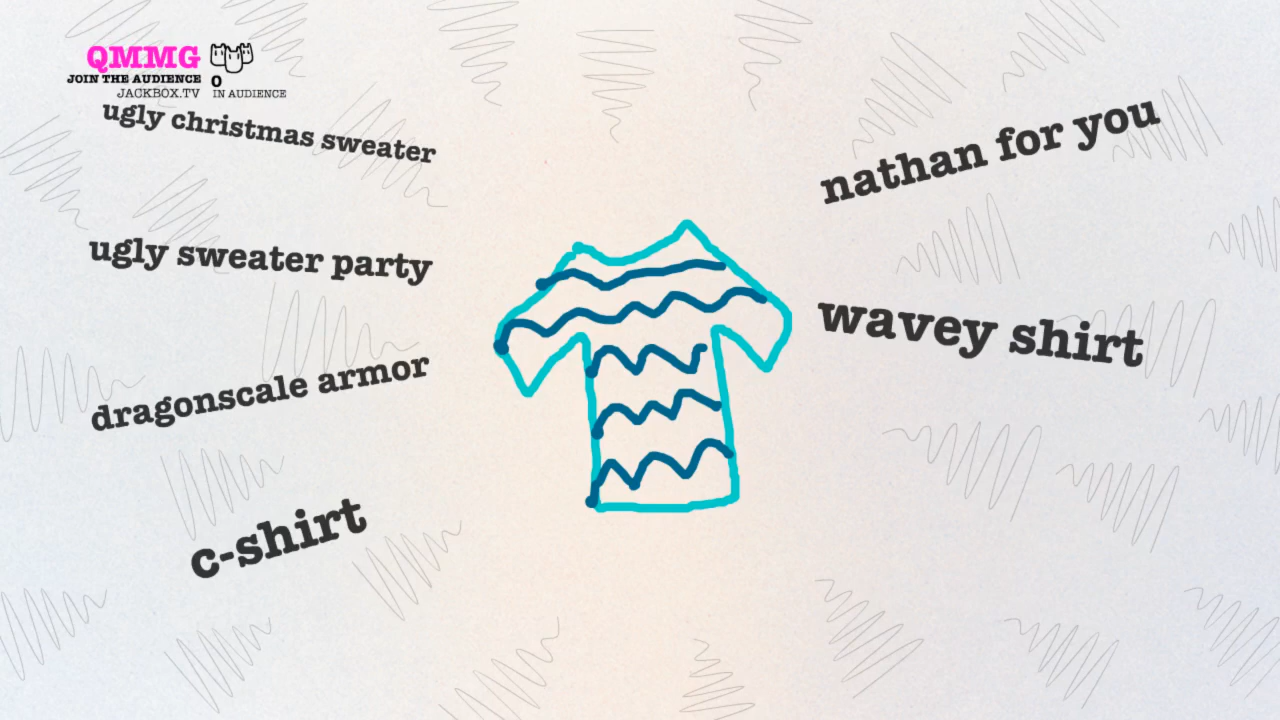 QMMG
JOIN THE AUDIENCE
JACKBOX.TV
0
IN AUDIENCE
ugly christmas sweater
ugly sweater party
dragonscale armor
c-shirt
nathan for you
wavey shirt